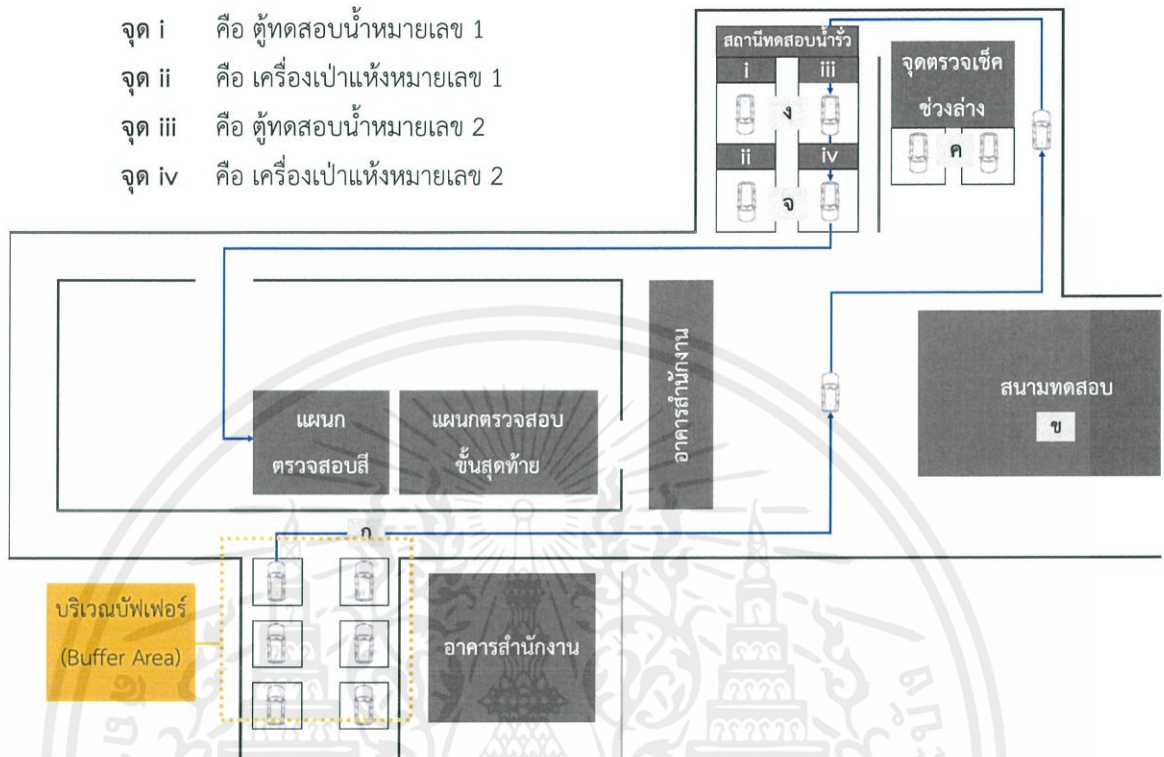 จุด i คือ ตู้ทดสอบน้ำหมายเลข 1
จุด ii คือ เครื่องเป่าแห้งหมายเลข 1
จุด iii คือ ตู้ทดสอบน้ำหมายเลข 2
จุด iv คือ เครื่องเป่าแห้งหมายเลข 2
สถานีทดสอบน้ำรั่ว
i
iii
ง
ii
iv
จ
จุดตรวจเช็ค
ช่วงล่าง
ค
อาคารสำนักงาน
สนามทดสอบ
ข
แผนก
ตรวจสอบสี
แผนกตรวจสอบ
ขั้นสุดท้าย
ก
บริเวณบัฟเฟอร์
(Buffer Area)
อาคารสำนักงาน